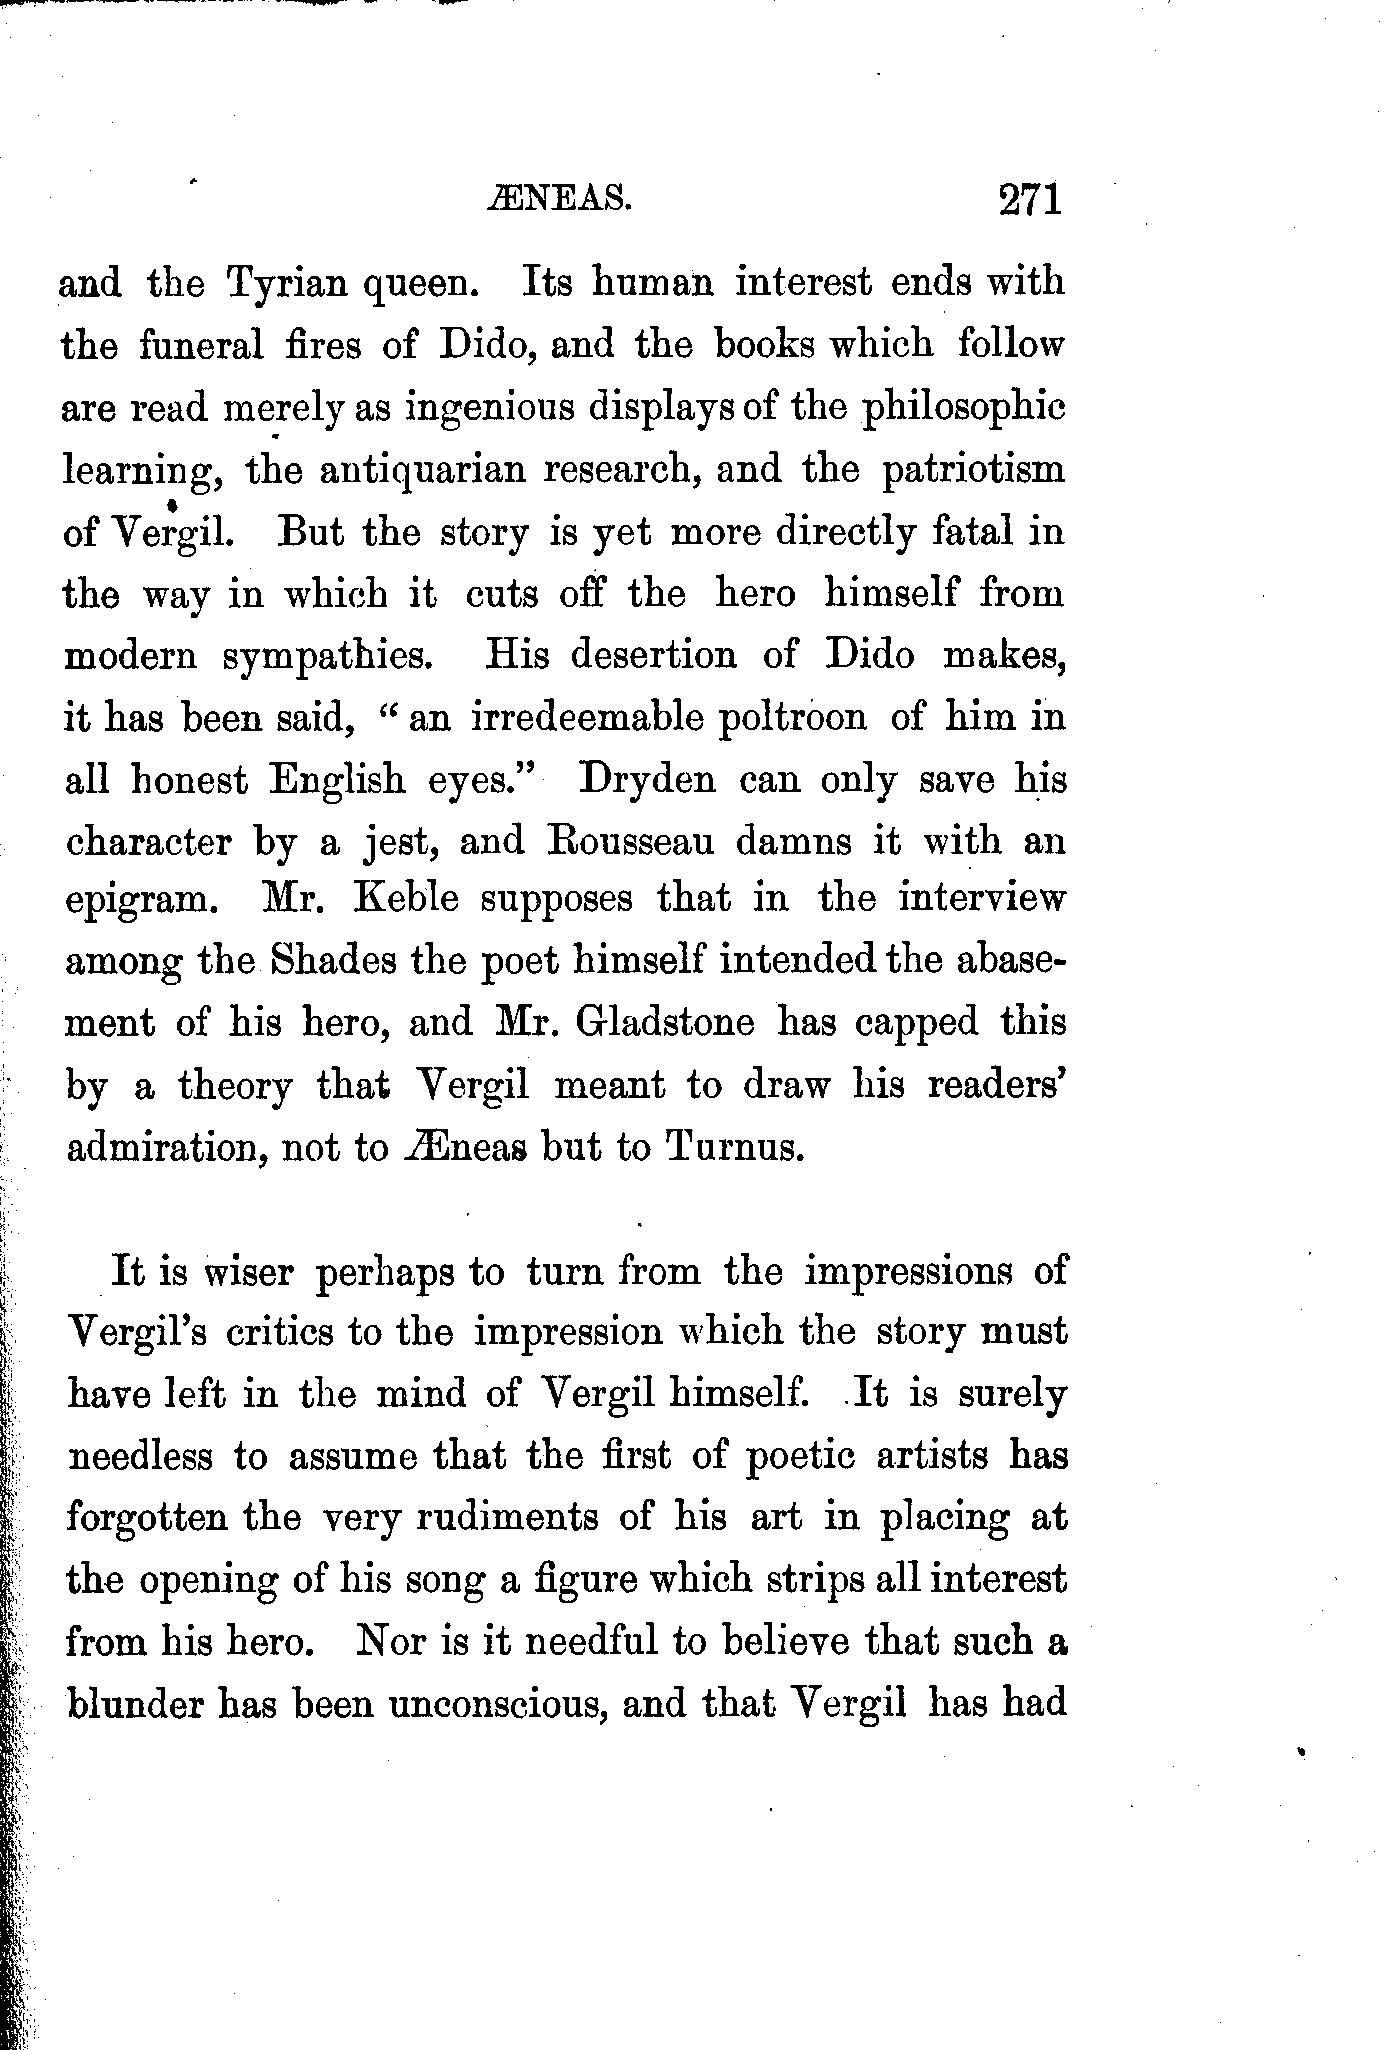 ÆNEAS. 271
and the Tyrian queen. Its human interest ends with
the funeral fires of Dido, and the books which follow
are read merely as ingenious displays of the philosophic
learning, the antiquarian research, and the patriotism
of Vergil. But the story is yet more directly fatal in
the way in which it cuts off the hero himself from
modern sympathies. His desertion of Dido makes,
it has been said, “ an irredeemable poltroon of him in
all honest English eyes.” Dryden can only save his
character by a jest, and Rousseau damns it with an
epigram. Mr. Keble supposes that in the interview
among the Shades the poet himself intended the abase-
ment of his hero, and Mr. Gladstone has capped this
by a theory that Vergil meant to draw his readers’
admiration, not to Æneas but to Turnus.
It is wiser perhaps to turn from the impressions of
Vergil’s critics to the impression which the story must
have left in the mind of Vergil himself. It is surely
needless to assume that the first of poetic artists has
forgotten the very rudiments of his art in placing at
the opening of his song a figure which strips all interest
from his hero. Nor is it needful to believe that such a
blunder has been unconscious, and that Vergil has had